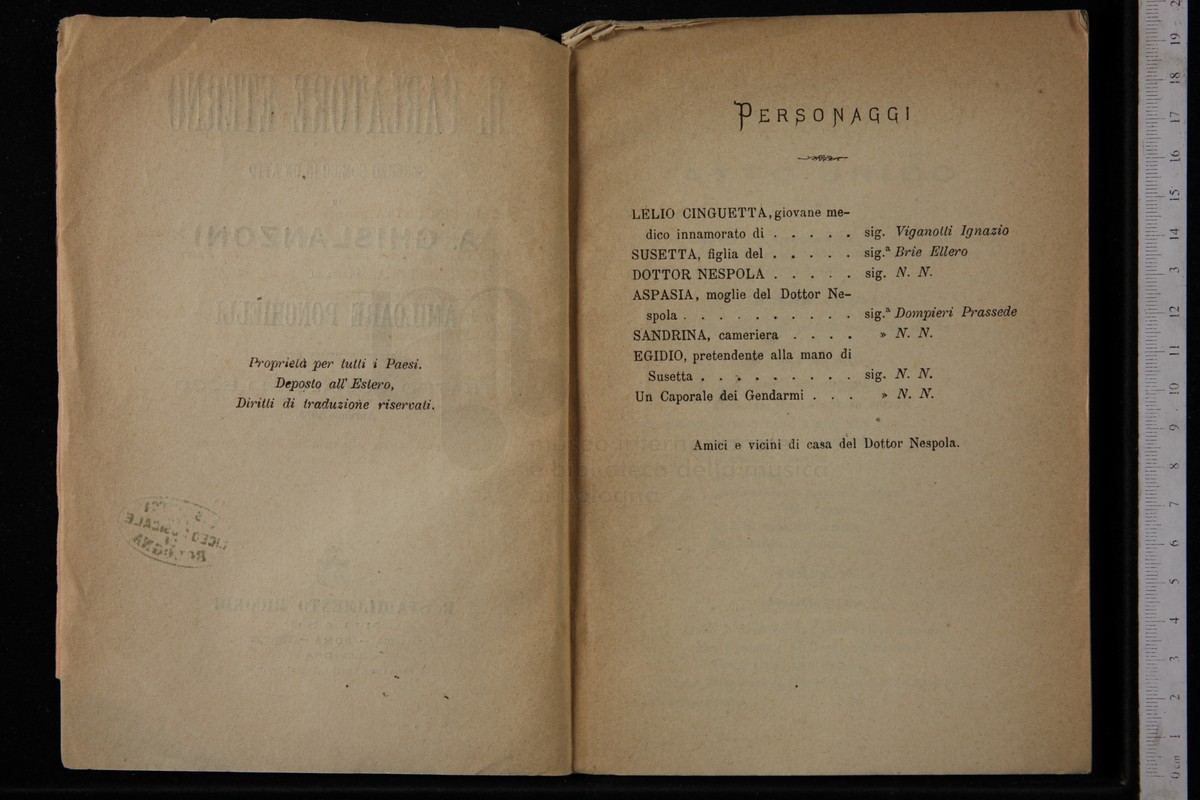 Proprietà per tutti i Paesi.
Deposto all' Estero,
Diritti di traduzione riservati.
PERSONAGGI
LELIO CINGUETTA, giovane me-
dico innamorato di . . . . . sig. Viganotti Ignazio
SUSETTA, figlia del . . . . . sig.ª Brie Ellero
DOTTOR NESPOLA . . . . . sig. N. N.
ASPASIA, moglie del Dottor Ne-
spola . . . . . . . . . . sig.ª Dompieri Prassede
SANDRINA, cameriera . . . . » N. N.
EGIDIO, pretendente alla mano di
Susetta . . . . . . . . . sig. N. N.
Un Caporale dei Gendarmi . . . » N. N.
Amici e vicini di casa del Dottor Nespola.